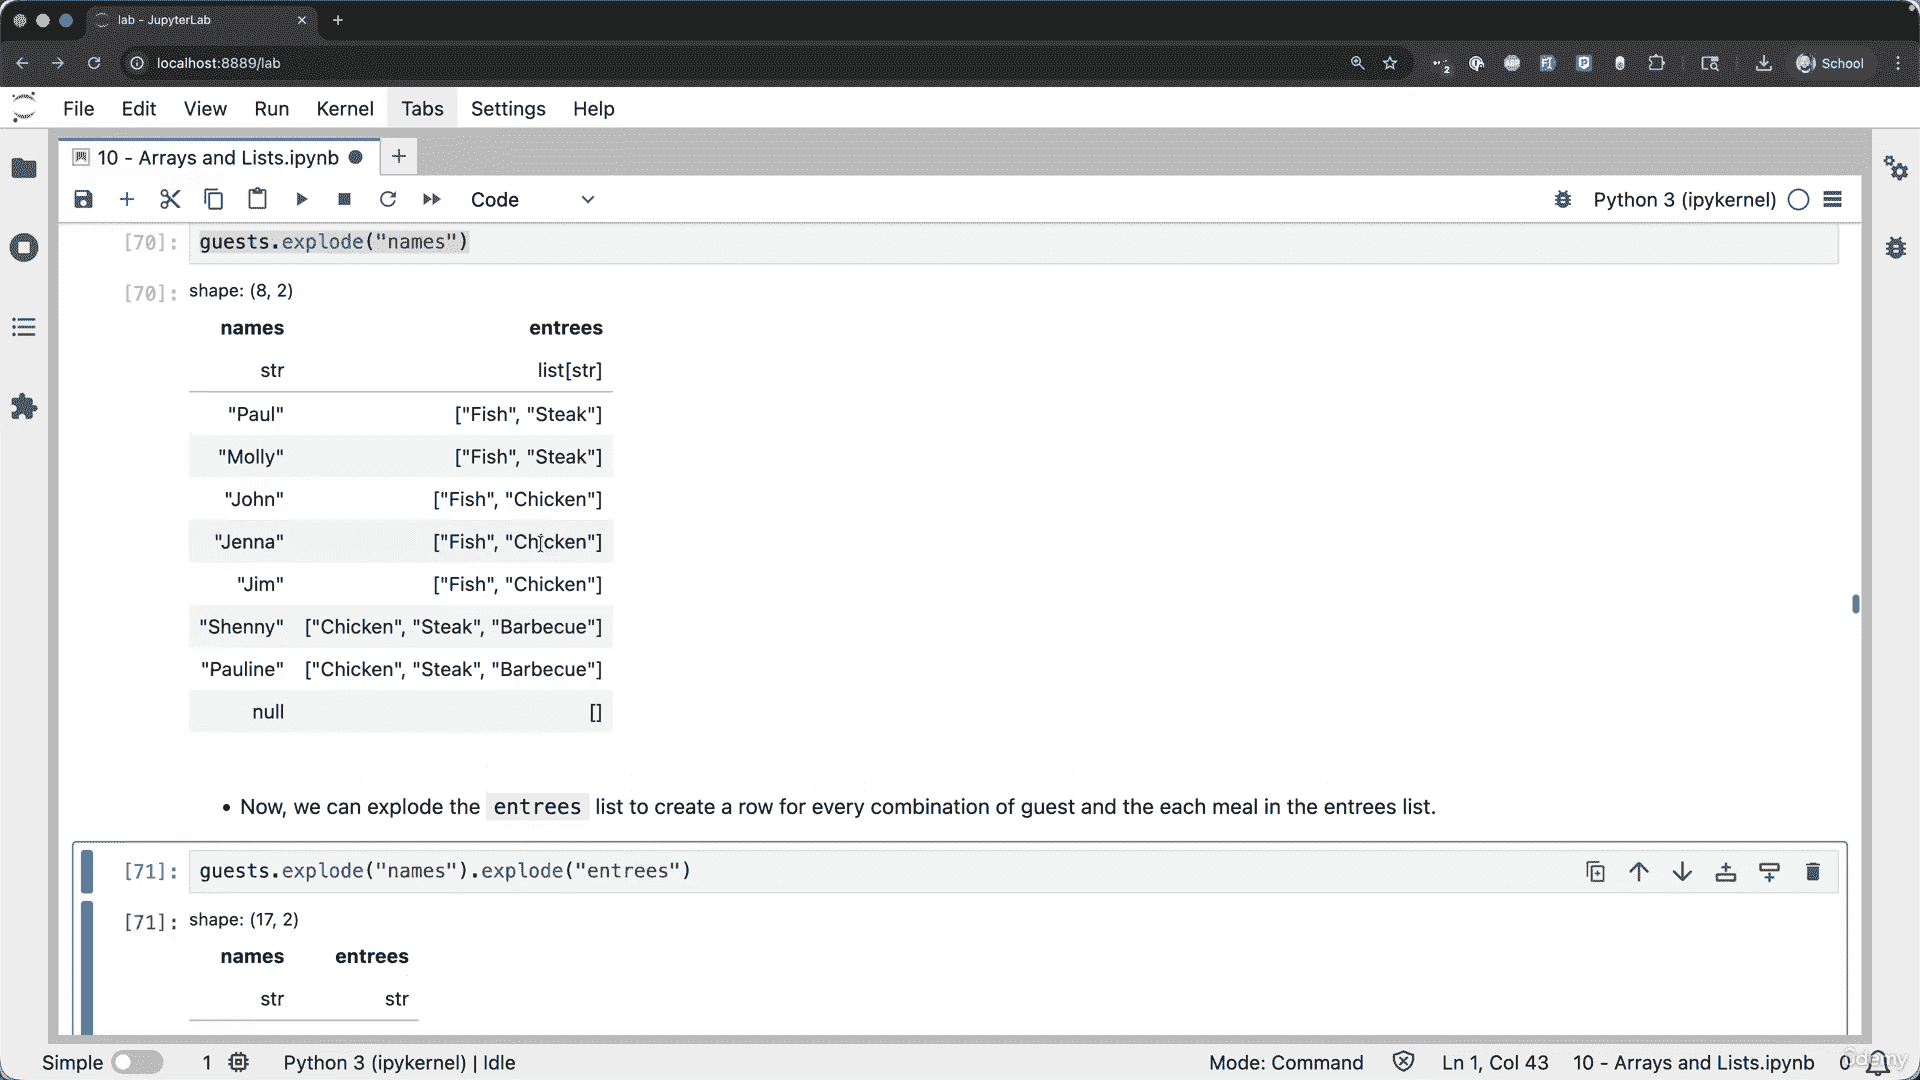 lab - JupyterLab
localhost:8889/lab
2
ABP
School
File Edit View Run Kernel Tabs Settings Help
10 - Arrays and Lists.ipynb
Code
Python 3 (ipykernel)
[70]: guests.explode("names")
[70]: shape: (8, 2)
names entrees
str list[str]
"Paul" ["Fish", "Steak"]
"Molly" ["Fish", "Steak"]
"John" ["Fish", "Chicken"]
"Jenna" ["Fish", "Chicken"]
"Jim" ["Fish", "Chicken"]
"Shenny" ["Chicken", "Steak", "Barbecue"]
"Pauline" ["Chicken", "Steak", "Barbecue"]
null []
• Now, we can explode the entrees list to create a row for every combination of guest and the each meal in the entrees list.
[71]: guests.explode("names").explode("entrees")
[71]: shape: (17, 2)
names entrees
str str
Simple 1 Python 3 (ipykernel) | Idle Mode: Command Ln 1, Col 43 10 - Arrays and Lists.ipynb 0
Udemy